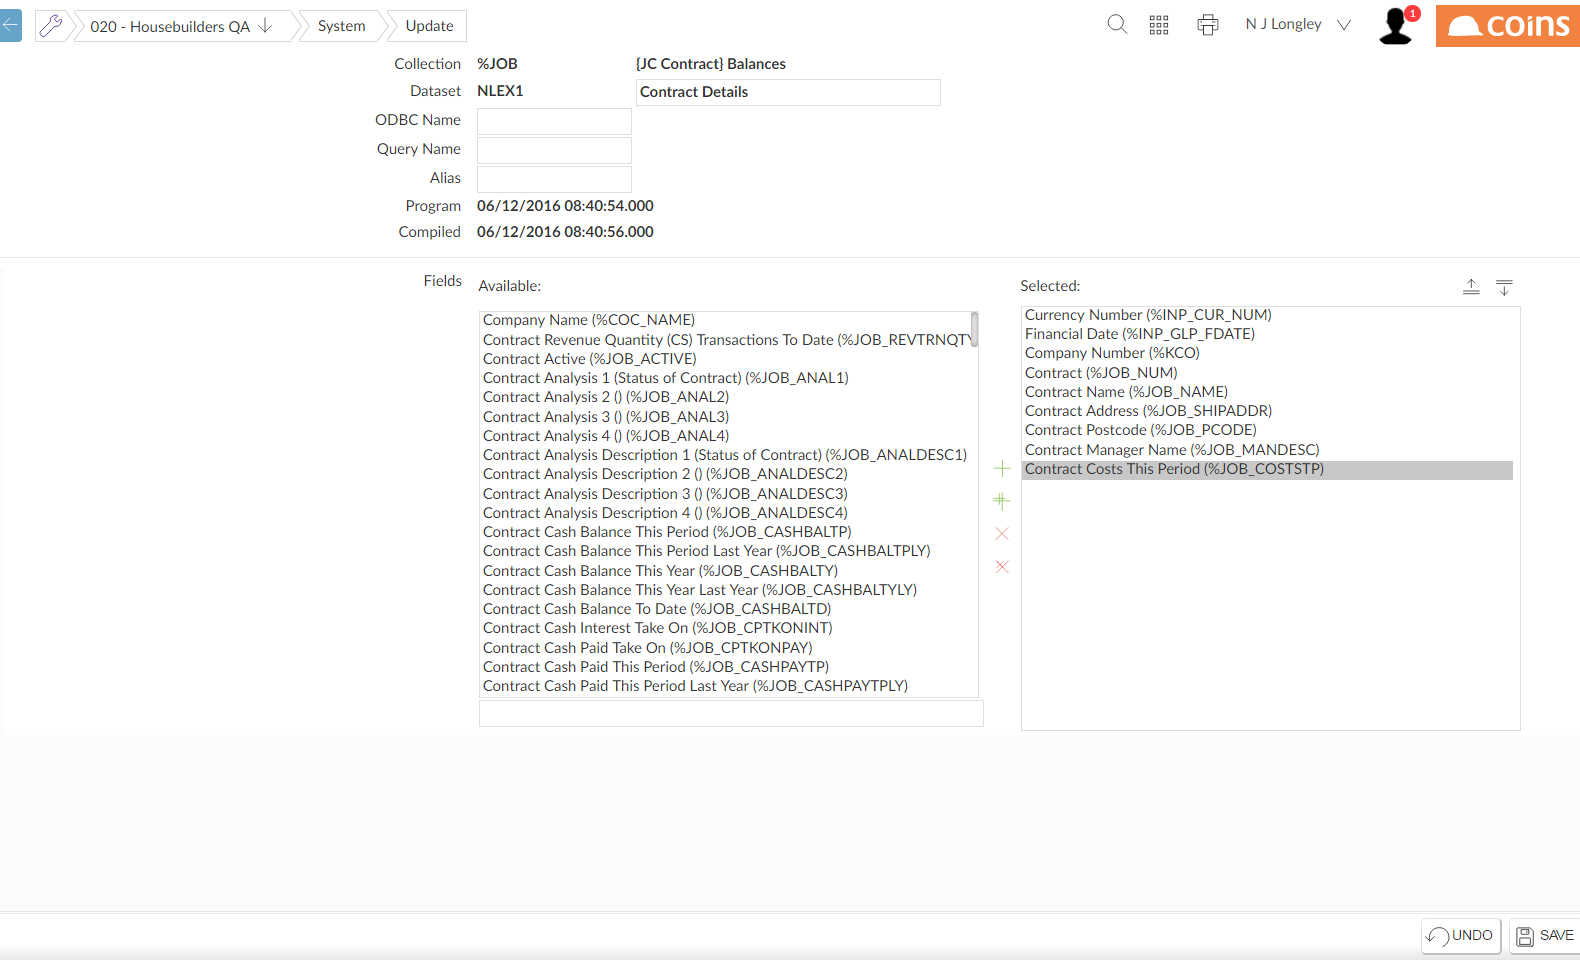 020 - Housebuilders QA
System
Update
N J Longley
1
coins
Collection %JOB {JC Contract} Balances
Dataset NLEX1 Contract Details
ODBC Name
Query Name
Alias
Program 06/12/2016 08:40:54.000
Compiled 06/12/2016 08:40:56.000
Fields
Available:
Company Name (%COC_NAME)
Contract Revenue Quantity (CS) Transactions To Date (%JOB_REVTRNQTY
Contract Active (%JOB_ACTIVE)
Contract Analysis 1 (Status of Contract) (%JOB_ANAL1)
Contract Analysis 2 () (%JOB_ANAL2)
Contract Analysis 3 () (%JOB_ANAL3)
Contract Analysis 4 () (%JOB_ANAL4)
Contract Analysis Description 1 (Status of Contract) (%JOB_ANALDESC1)
Contract Analysis Description 2 () (%JOB_ANALDESC2)
Contract Analysis Description 3 () (%JOB_ANALDESC3)
Contract Analysis Description 4 () (%JOB_ANALDESC4)
Contract Cash Balance This Period (%JOB_CASHBALTP)
Contract Cash Balance This Period Last Year (%JOB_CASHBALTPLY)
Contract Cash Balance This Year (%JOB_CASHBALTY)
Contract Cash Balance This Year Last Year (%JOB_CASHBALTYLY)
Contract Cash Balance To Date (%JOB_CASHBALTD)
Contract Cash Interest Take On (%JOB_CPTKONINT)
Contract Cash Paid Take On (%JOB_CPTKONPAY)
Contract Cash Paid This Period (%JOB_CASHPAYTP)
Contract Cash Paid This Period Last Year (%JOB_CASHPAYTPLY)
Selected:
Currency Number (%INP_CUR_NUM)
Financial Date (%INP_GLP_FDATE)
Company Number (%KCO)
Contract (%JOB_NUM)
Contract Name (%JOB_NAME)
Contract Address (%JOB_SHIPADDR)
Contract Postcode (%JOB_PCODE)
Contract Manager Name (%JOB_MANDESC)
Contract Costs This Period (%JOB_COSTSTP)
UNDO
SAVE